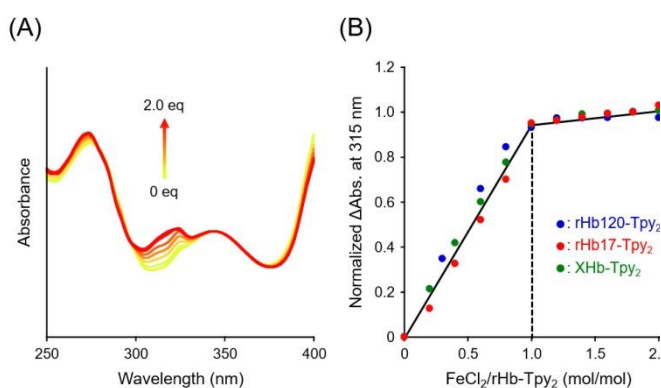 (A)
(B)
2.0 eq
0 eq
Absorbance
250
300
350
400
Wavelength (nm)
Normalized ΔAbs. at 315 nm
1.2
1.0
0.8
0.6
0.4
0.2
0
: rHb120-Tpy2
: rHb17-Tpy2
: XHb-Tpy2
0
0.5
1.0
1.5
2.0
FeCl2/rHb-Tpy2 (mol/mol)